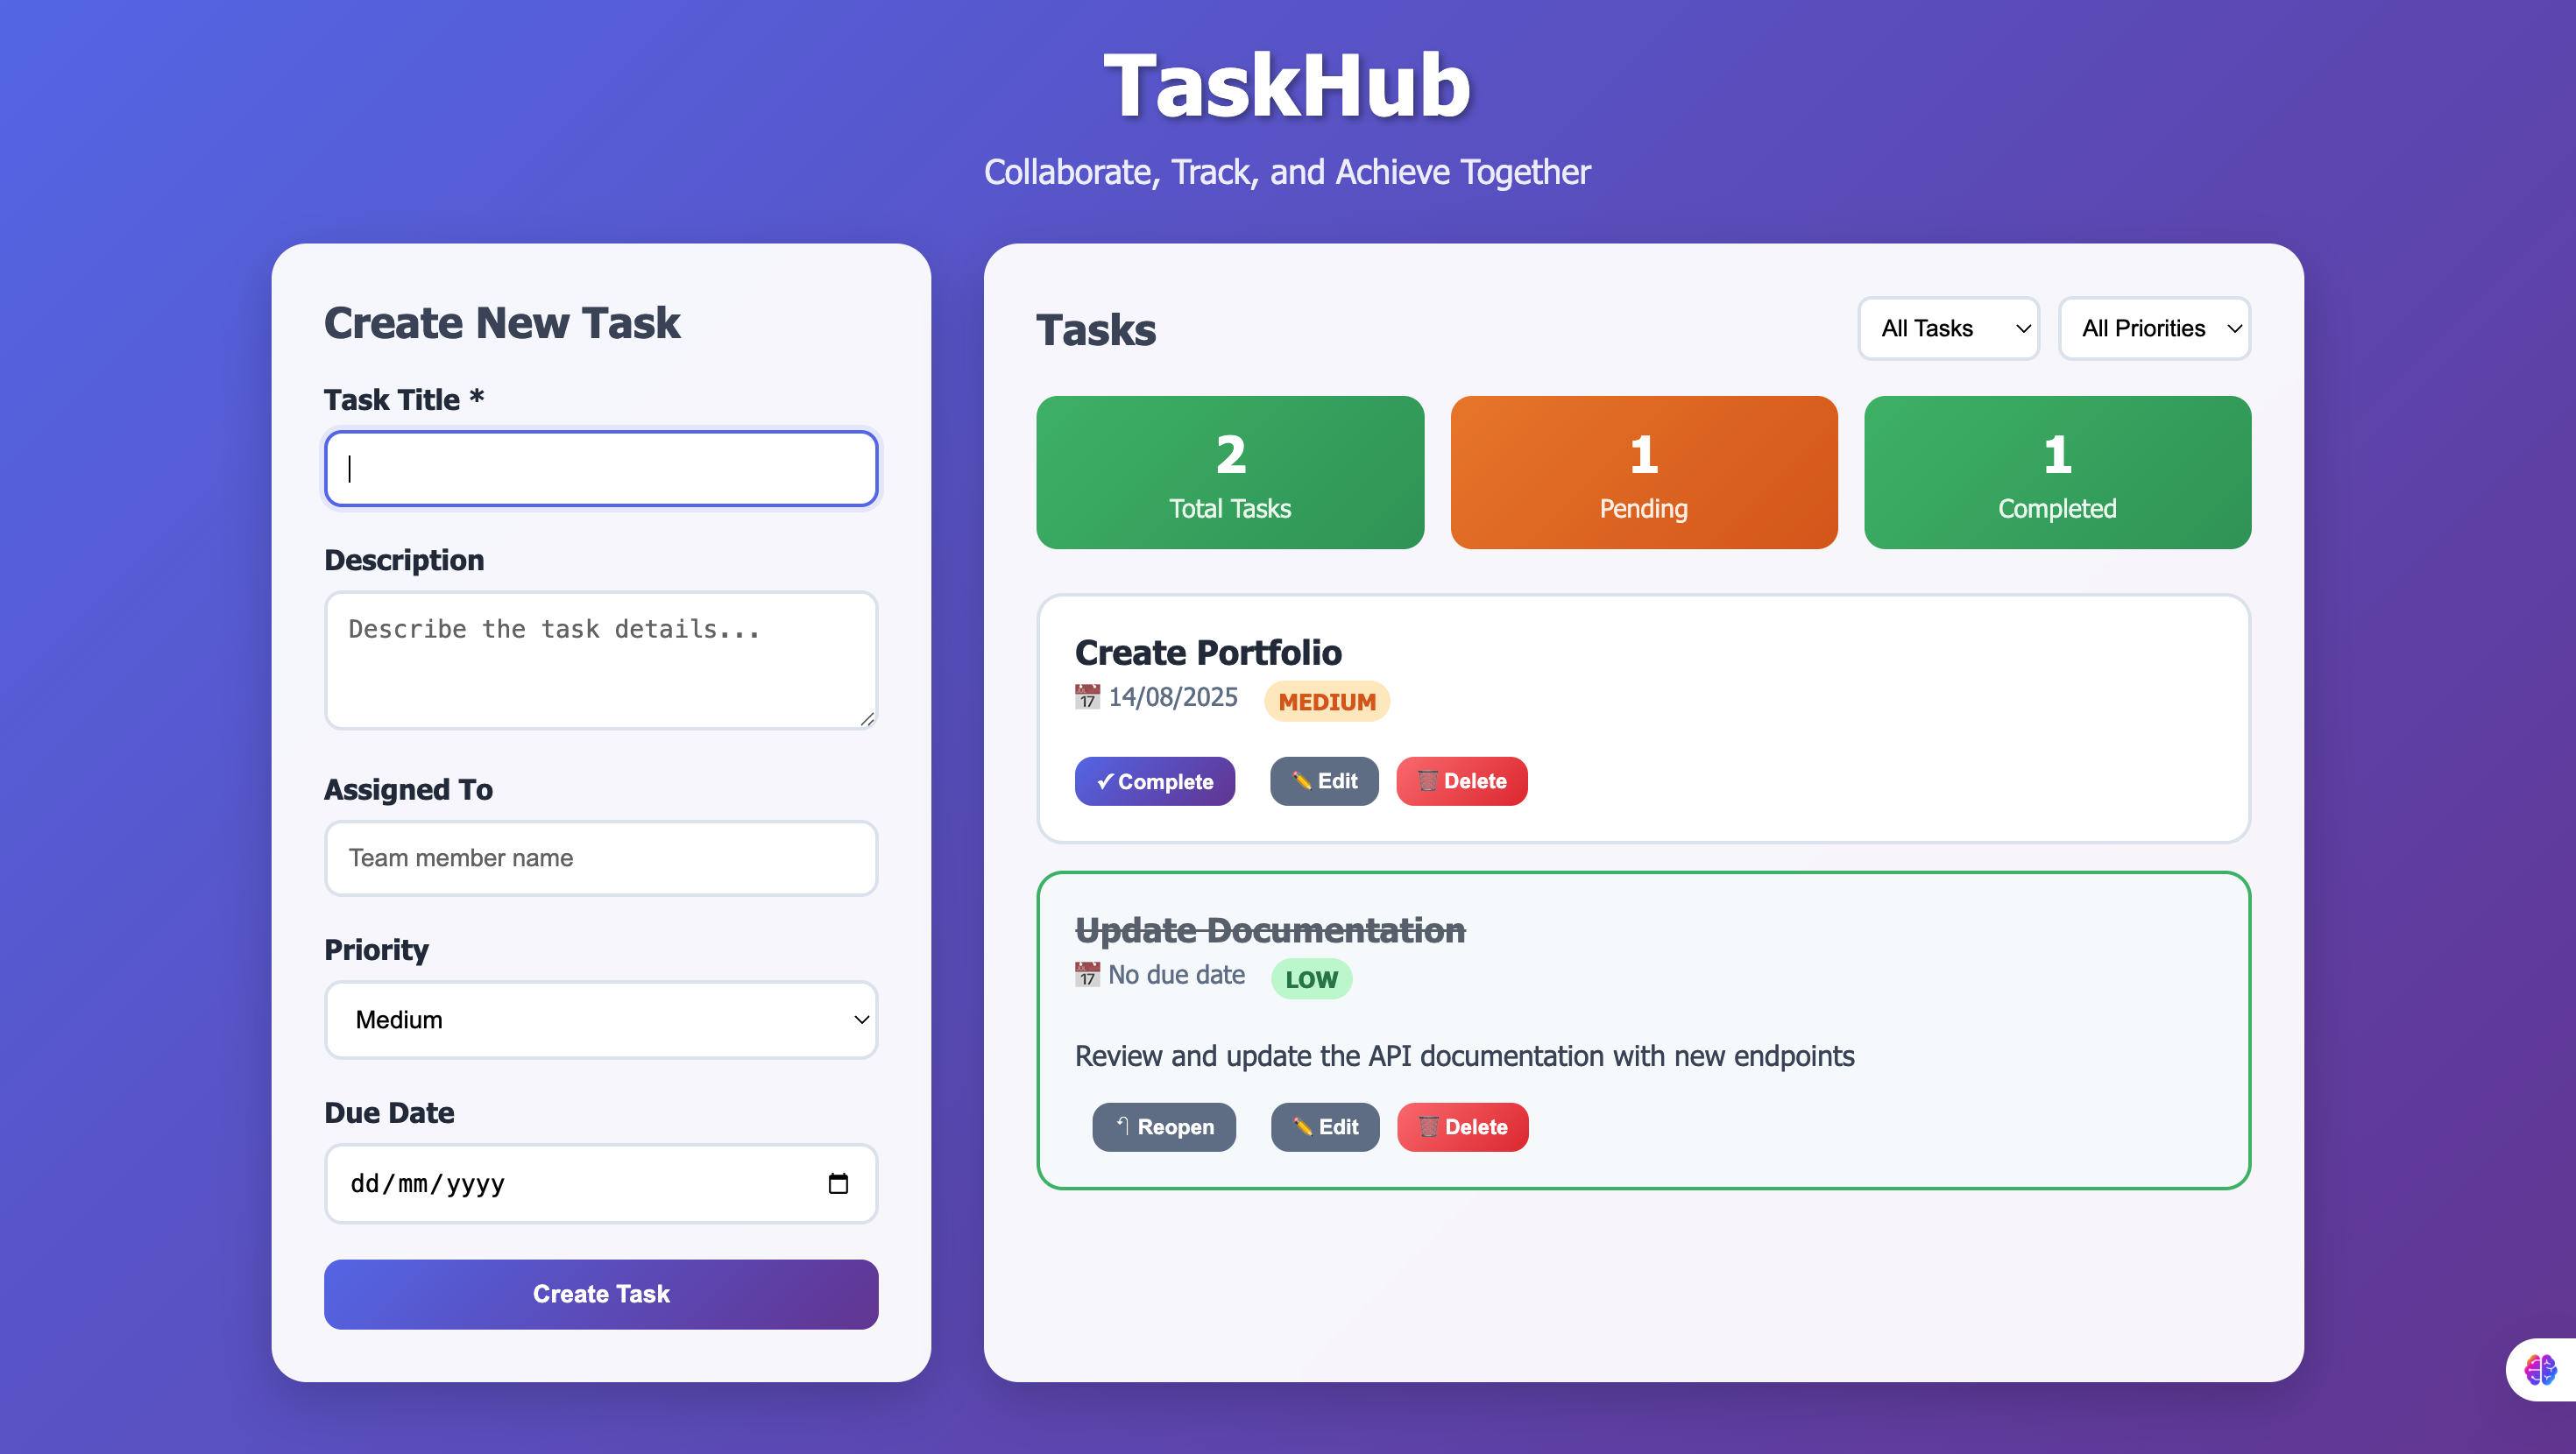 TaskHub
Collaborate, Track, and Achieve Together
Create New Task
Task Title *
Description
Describe the task details...
Assigned To
Team member name
Priority
Medium
Due Date
dd/mm/yyyy
Create Task
Tasks
All Tasks
All Priorities
2
Total Tasks
1
Pending
1
Completed
Create Portfolio
📅 14/08/2025 MEDIUM
✓ Complete ✏️ Edit 🗑️ Delete
Update Documentation
📅 No due date LOW
Review and update the API documentation with new endpoints
Reopen ✏️ Edit 🗑️ Delete